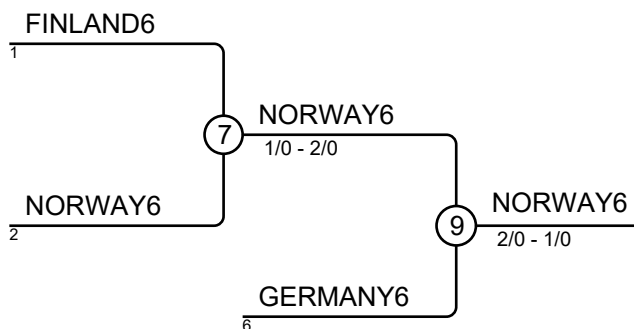 FINLAND6
1
7
NORWAY6
1/0 - 2/0
NORWAY6
2
9
NORWAY6
2/0 - 1/0
GERMANY6
6